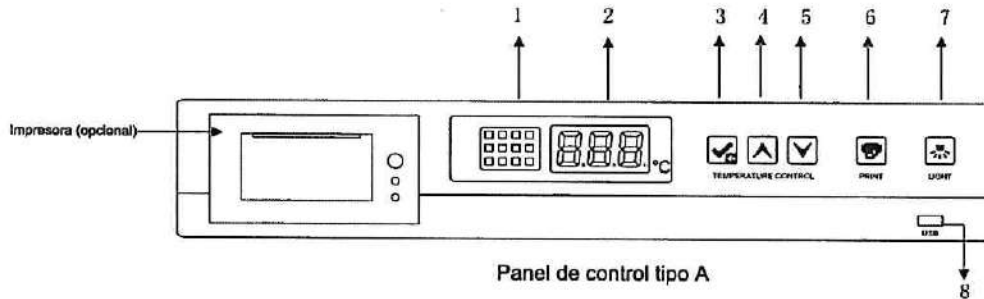 1 2 3 4 5 6 7
Impresora (opcional)
8.8.8. °C
TEMPERATURE CONTROL PRINT LIGHT
USB
Panel de control tipo A
8